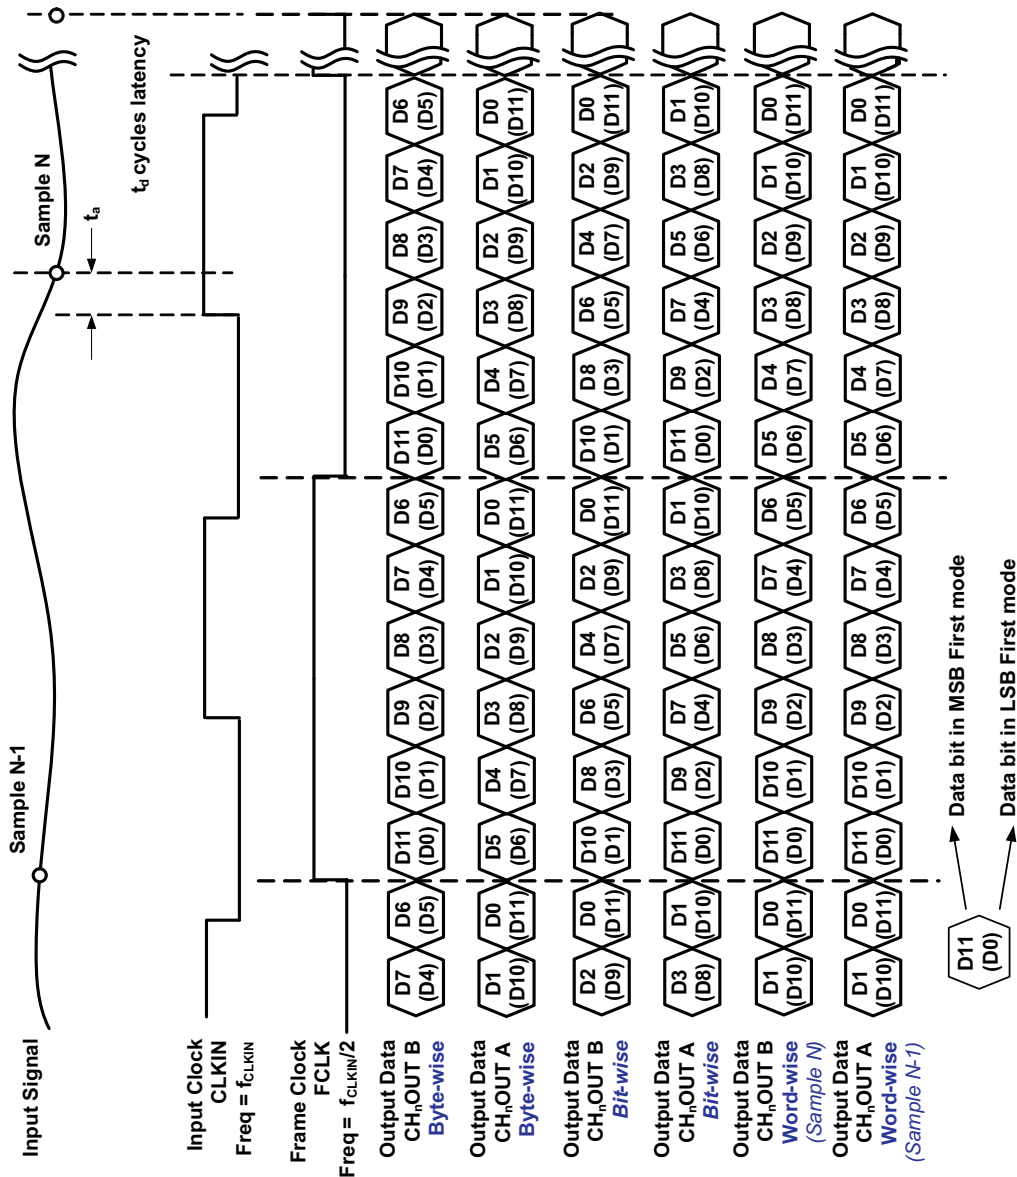 Sample N-1
Sample N
Input Signal
tₐ
t_d cycles latency
Input Clock
CLKIN
Freq = f_CLKIN
Frame Clock
FCLK
Freq = f_CLKIN/2
Output Data
CHₙOUT B
Byte-wise
D7 D6 D11 D10 D9 D8 D7 D6 D11 D10 D9 D8 D7 D6
(D4) (D5) (D0) (D1) (D2) (D3) (D4) (D5) (D0) (D1) (D2) (D3) (D4) (D5)
Output Data
CHₙOUT A
Byte-wise
D1 D0 D5 D4 D3 D2 D1 D0 D5 D4 D3 D2 D1 D0
(D10) (D11) (D6) (D7) (D8) (D9) (D10) (D11) (D6) (D7) (D8) (D9) (D10) (D11)
Output Data
CHₙOUT B
Bit-wise
D2 D0 D10 D8 D6 D4 D2 D0 D10 D8 D6 D4 D2 D0
(D9) (D11) (D1) (D3) (D5) (D7) (D9) (D11) (D1) (D3) (D5) (D7) (D9) (D11)
Output Data
CHₙOUT A
Bit-wise
D3 D1 D11 D9 D7 D5 D3 D1 D11 D9 D7 D5 D3 D1
(D8) (D10) (D0) (D2) (D4) (D6) (D8) (D10) (D0) (D2) (D4) (D6) (D8) (D10)
Output Data
CHₙOUT B
Word-wise
(Sample N)
D1 D0 D11 D10 D9 D8 D7 D6 D5 D4 D3 D2 D1 D0
(D10) (D11) (D0) (D1) (D2) (D3) (D4) (D5) (D6) (D7) (D8) (D9) (D10) (D11)
Output Data
CHₙOUT A
Word-wise
(Sample N-1)
D1 D0 D11 D10 D9 D8 D7 D6 D5 D4 D3 D2 D1 D0
(D10) (D11) (D0) (D1) (D2) (D3) (D4) (D5) (D6) (D7) (D8) (D9) (D10) (D11)
D11
(D0)
Data bit in MSB First mode
Data bit in LSB First mode